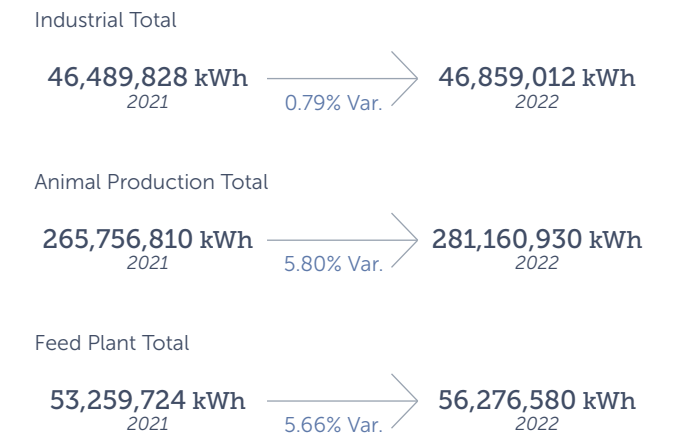 Industrial Total
46,489,828 kWh 46,859,012 kWh
2021 0.79% Var. 2022
Animal Production Total
265,756,810 kWh 281,160,930 kWh
2021 5.80% Var. 2022
Feed Plant Total
53,259,724 kWh 56,276,580 kWh
2021 5.66% Var. 2022